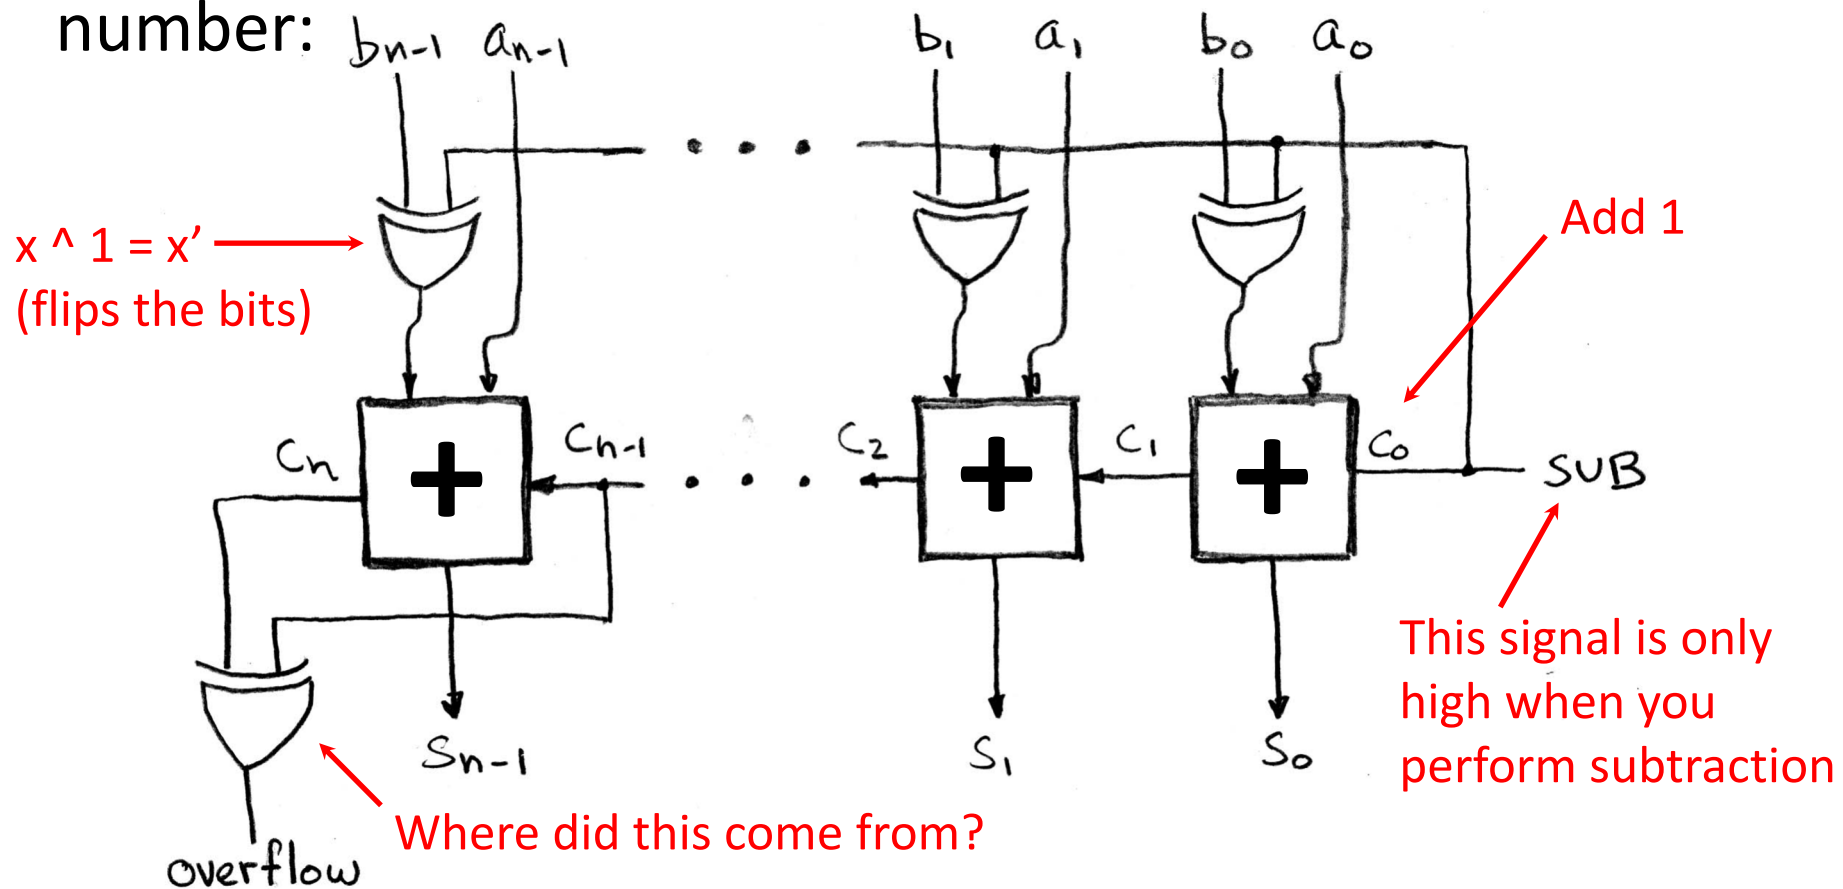 number:
bn-1 an-1 b1 a1 b0 a0
x ^ 1 = x’
(flips the bits)
Add 1
Cn Cn-1 C2 C1 C0
+ + +
SUB
This signal is only
high when you
perform subtraction
Sn-1 S1 S0
Where did this come from?
overflow